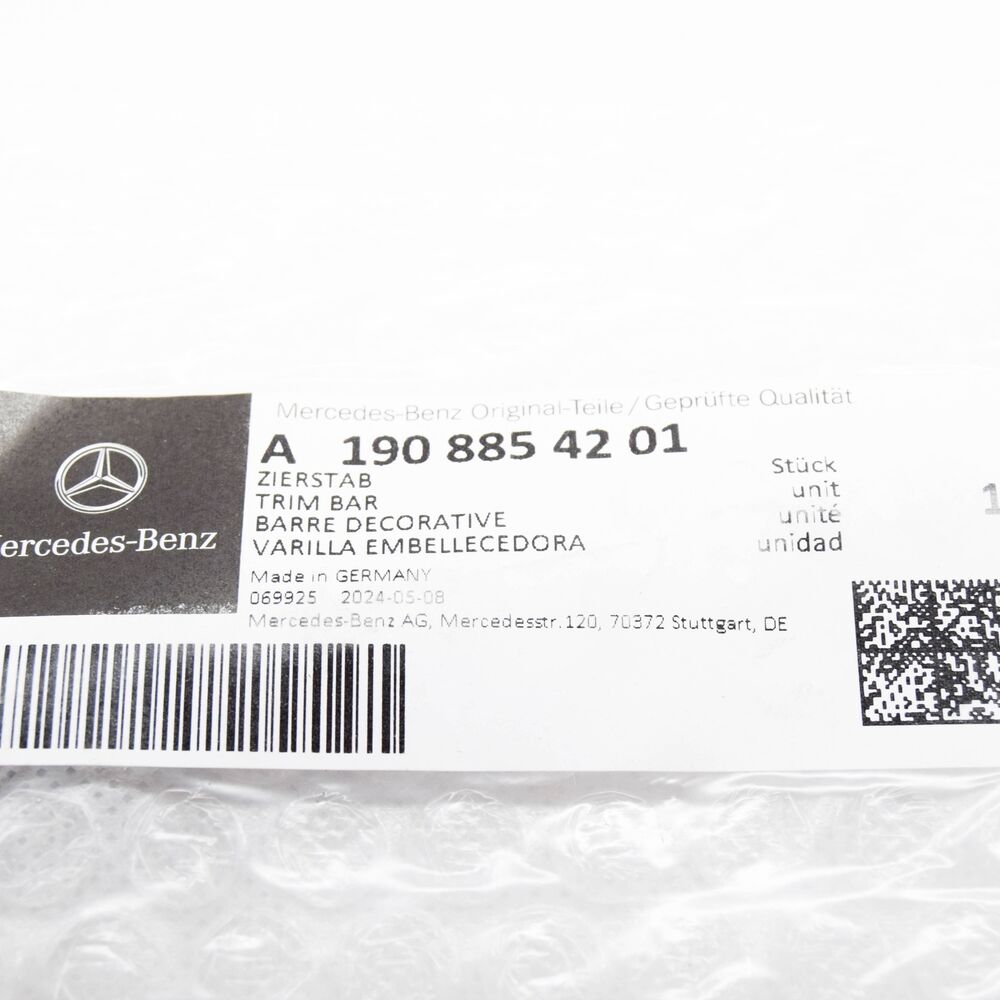 Mercedes-Benz Original-Teile / Geprüfte Qualität
A 190 885 42 01
ZIERSTAB
TRIM BAR
BARRE DECORATIVE
VARILLA EMBELLECEDORA
Stück
unit
unité
unidad
1
Mercedes-Benz
Made in GERMANY
069925 2024-05-08
Mercedes-Benz AG, Mercedesstr. 120, 70372 Stuttgart, DE